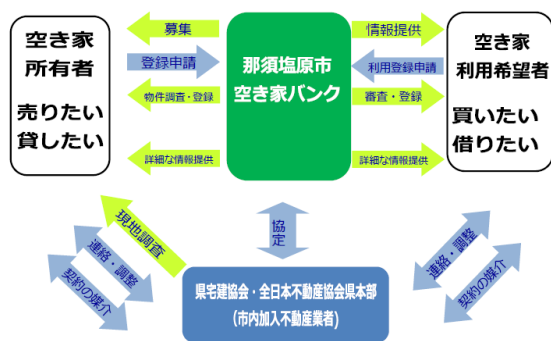 空き家
所有者
売りたい
貸したい
募集
登録申請
物件調査・登録
詳細な情報提供
那須塩原市
空き家バンク
情報提供
利用登録申請
審査・登録
詳細な情報提供
空き家
利用希望者
買いたい
借りたい
現地調査
連絡・調整
契約の媒介
協定
連絡・調整
契約の媒介
県宅建協会・全日本不動産協会県本部
(市内加入不動産業者)